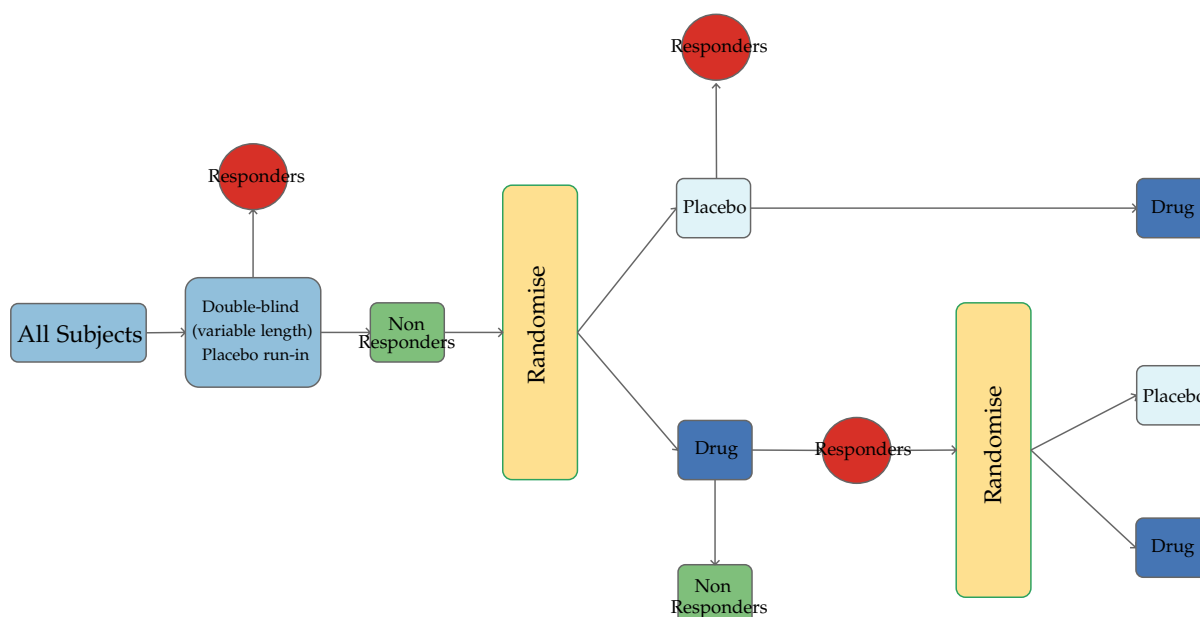 All Subjects
Double-blind
(variable length)
Placebo run-in
Responders
Non
Responders
Randomise
Placebo
Responders
Drug
Drug
Non
Responders
Responders
Randomise
Placebo
Drug